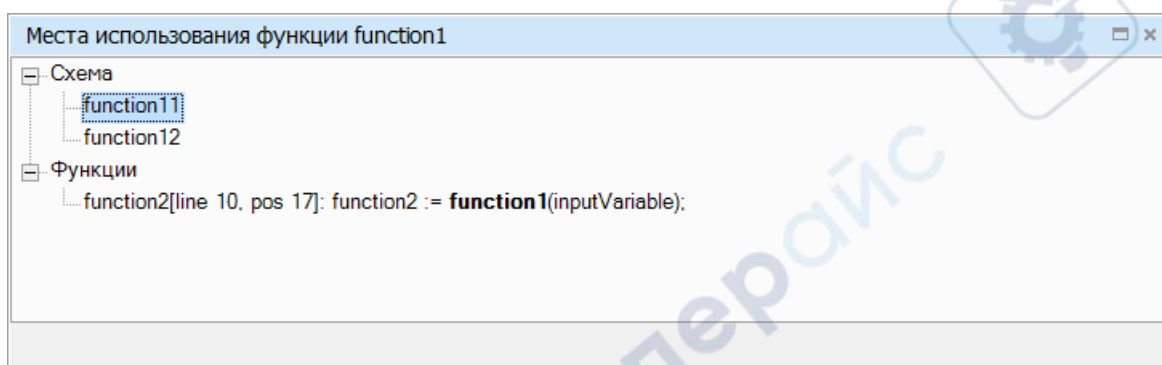 Места использования функции function1
Схема
function11
function12
Функции
function2[line 10, pos 17]: function2 := function1(inputVariable);